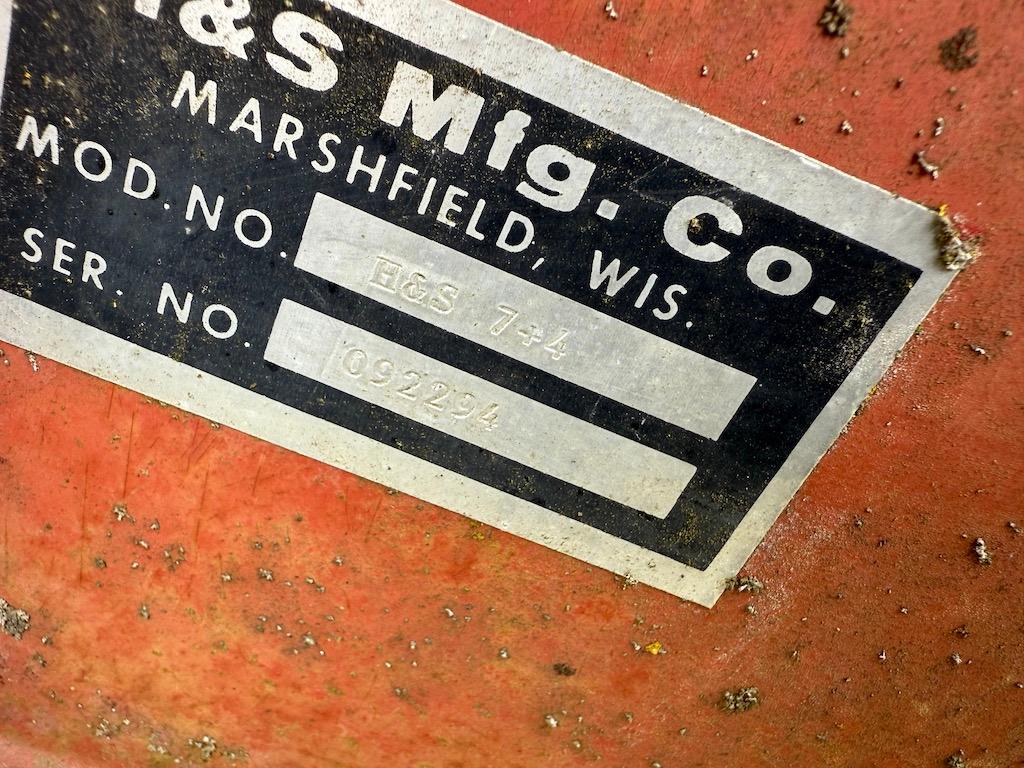 H&S Mfg. Co.
MARSHFIELD, WIS.
MOD. NO. H&S 7+4
SER. NO. 092294